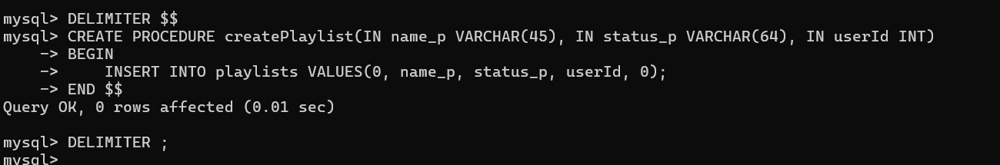 mysql> DELIMITER $$
mysql> CREATE PROCEDURE createPlaylist(IN name_p VARCHAR(45), IN status_p VARCHAR(64), IN userId INT)
    -> BEGIN
    ->     INSERT INTO playlists VALUES(0, name_p, status_p, userId, 0);
    -> END $$
Query OK, 0 rows affected (0.01 sec)

mysql> DELIMITER ;
mysql>